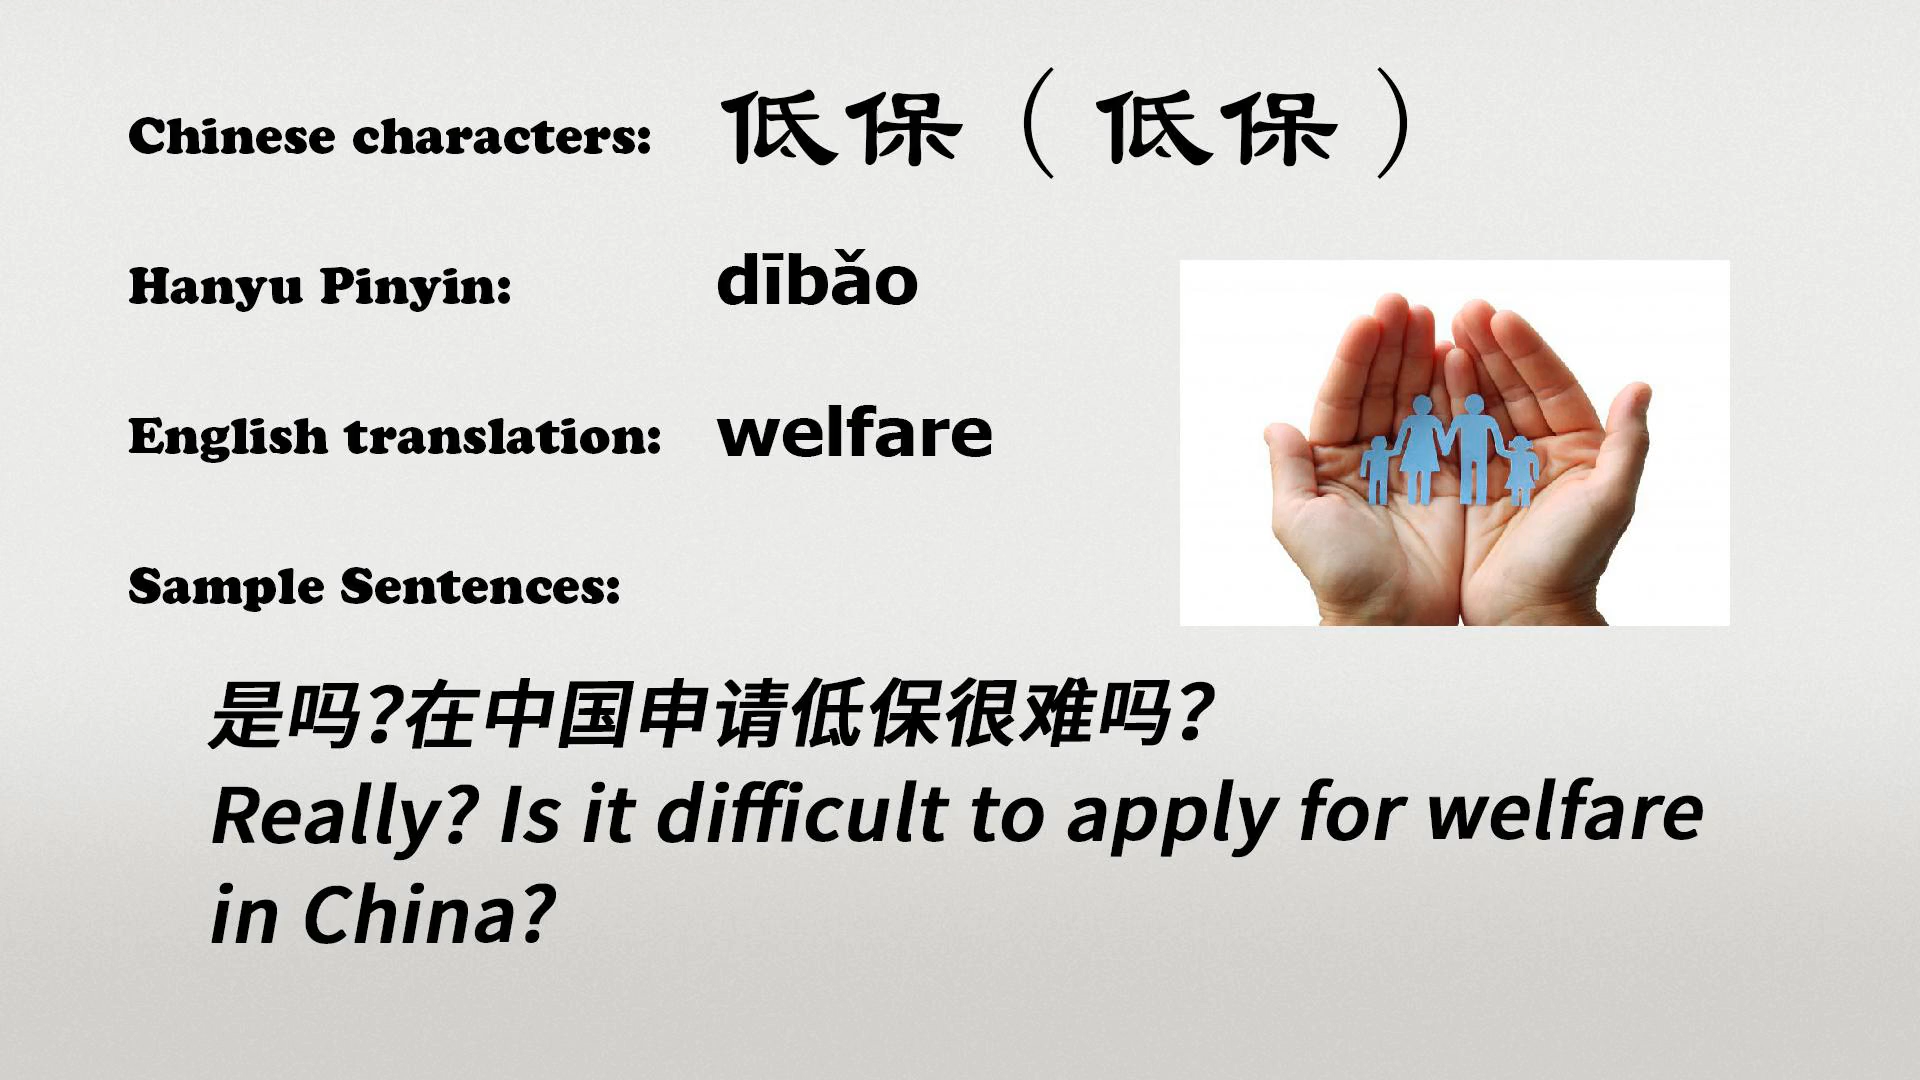 Chinese characters: 低保（低保）
Hanyu Pinyin: dībǎo
English translation: welfare
Sample Sentences:
是吗?在中国申请低保很难吗?
Really? Is it difficult to apply for welfare
in China?